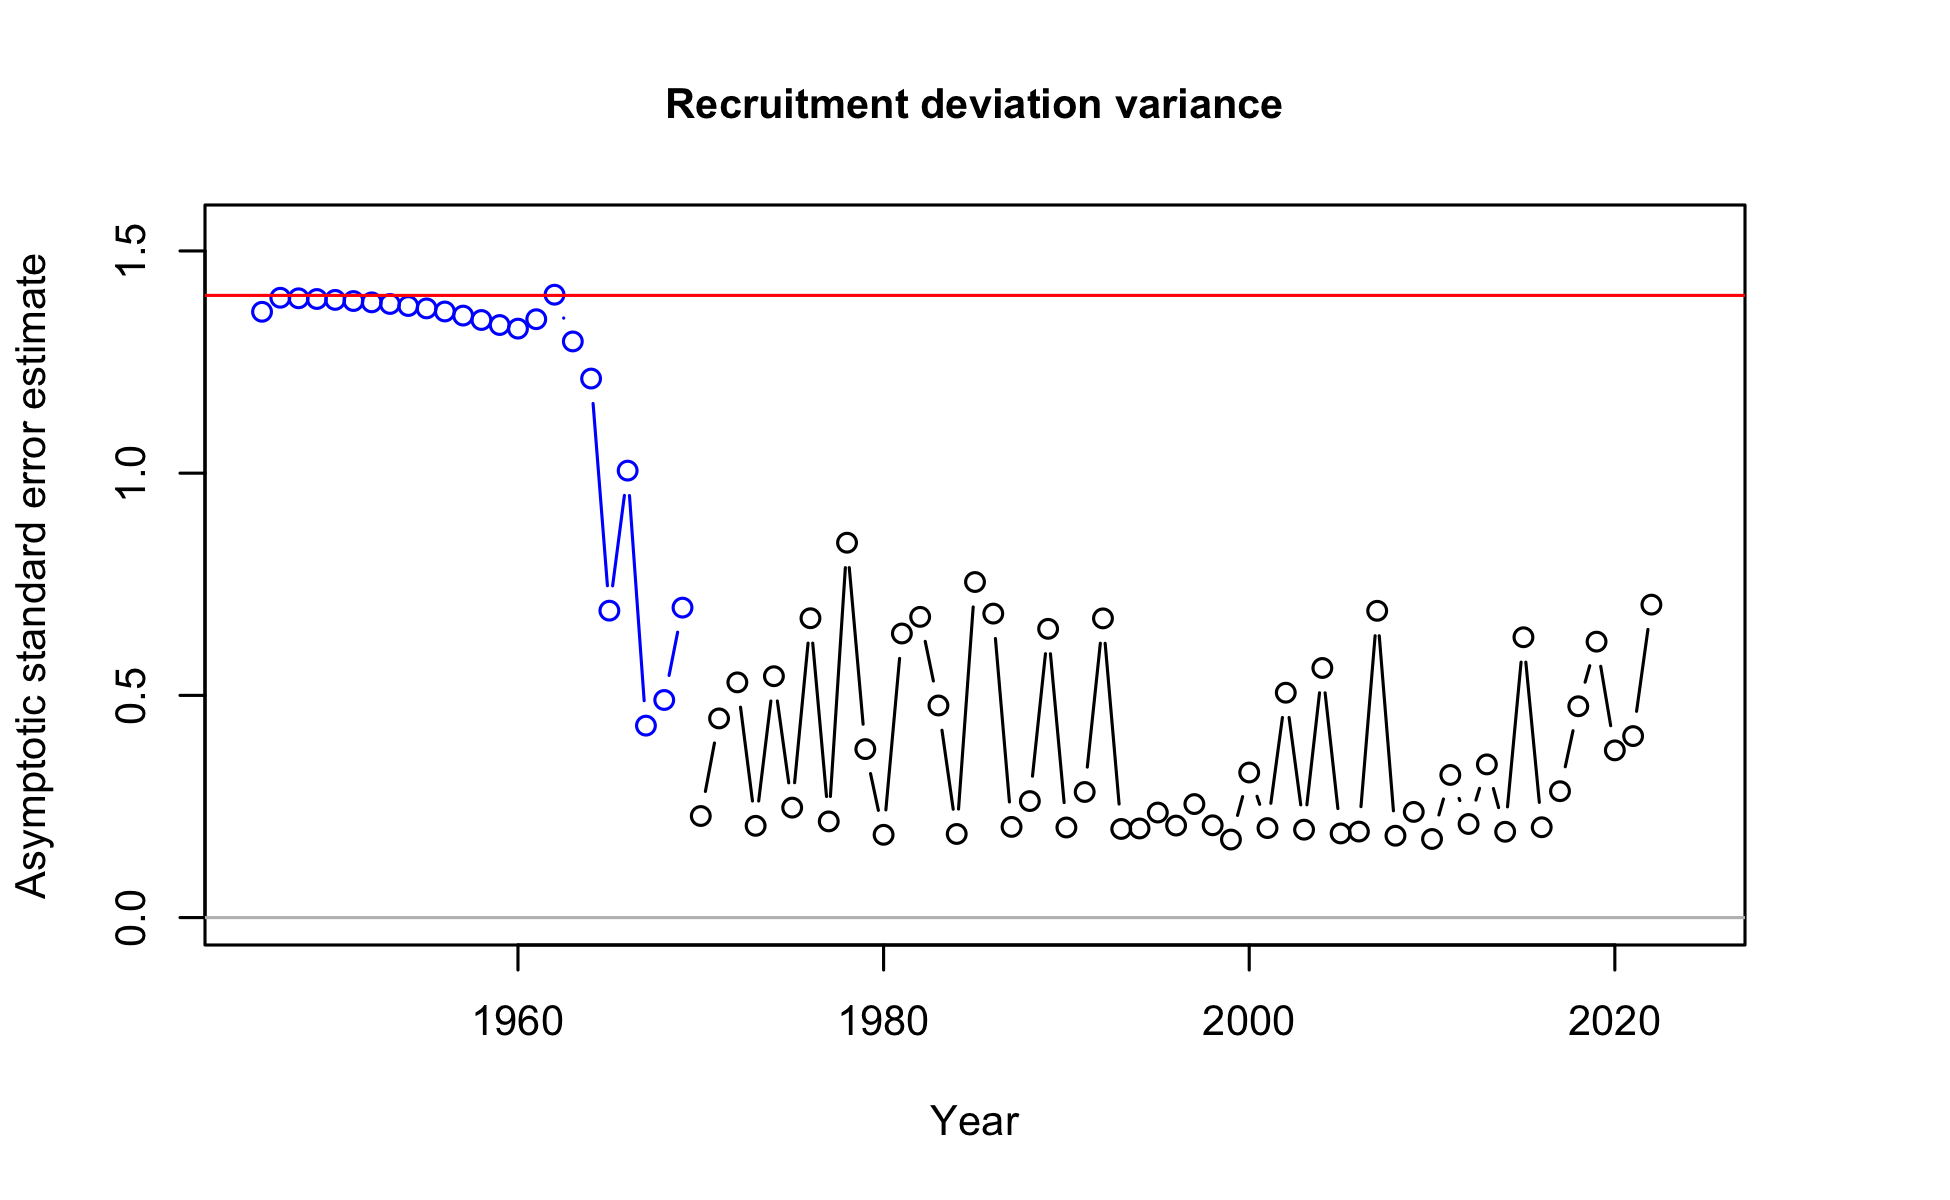 Recruitment deviation variance
Asymptotic standard error estimate
1.5
1.0
0.5
0.0
1960 1980 2000 2020
Year